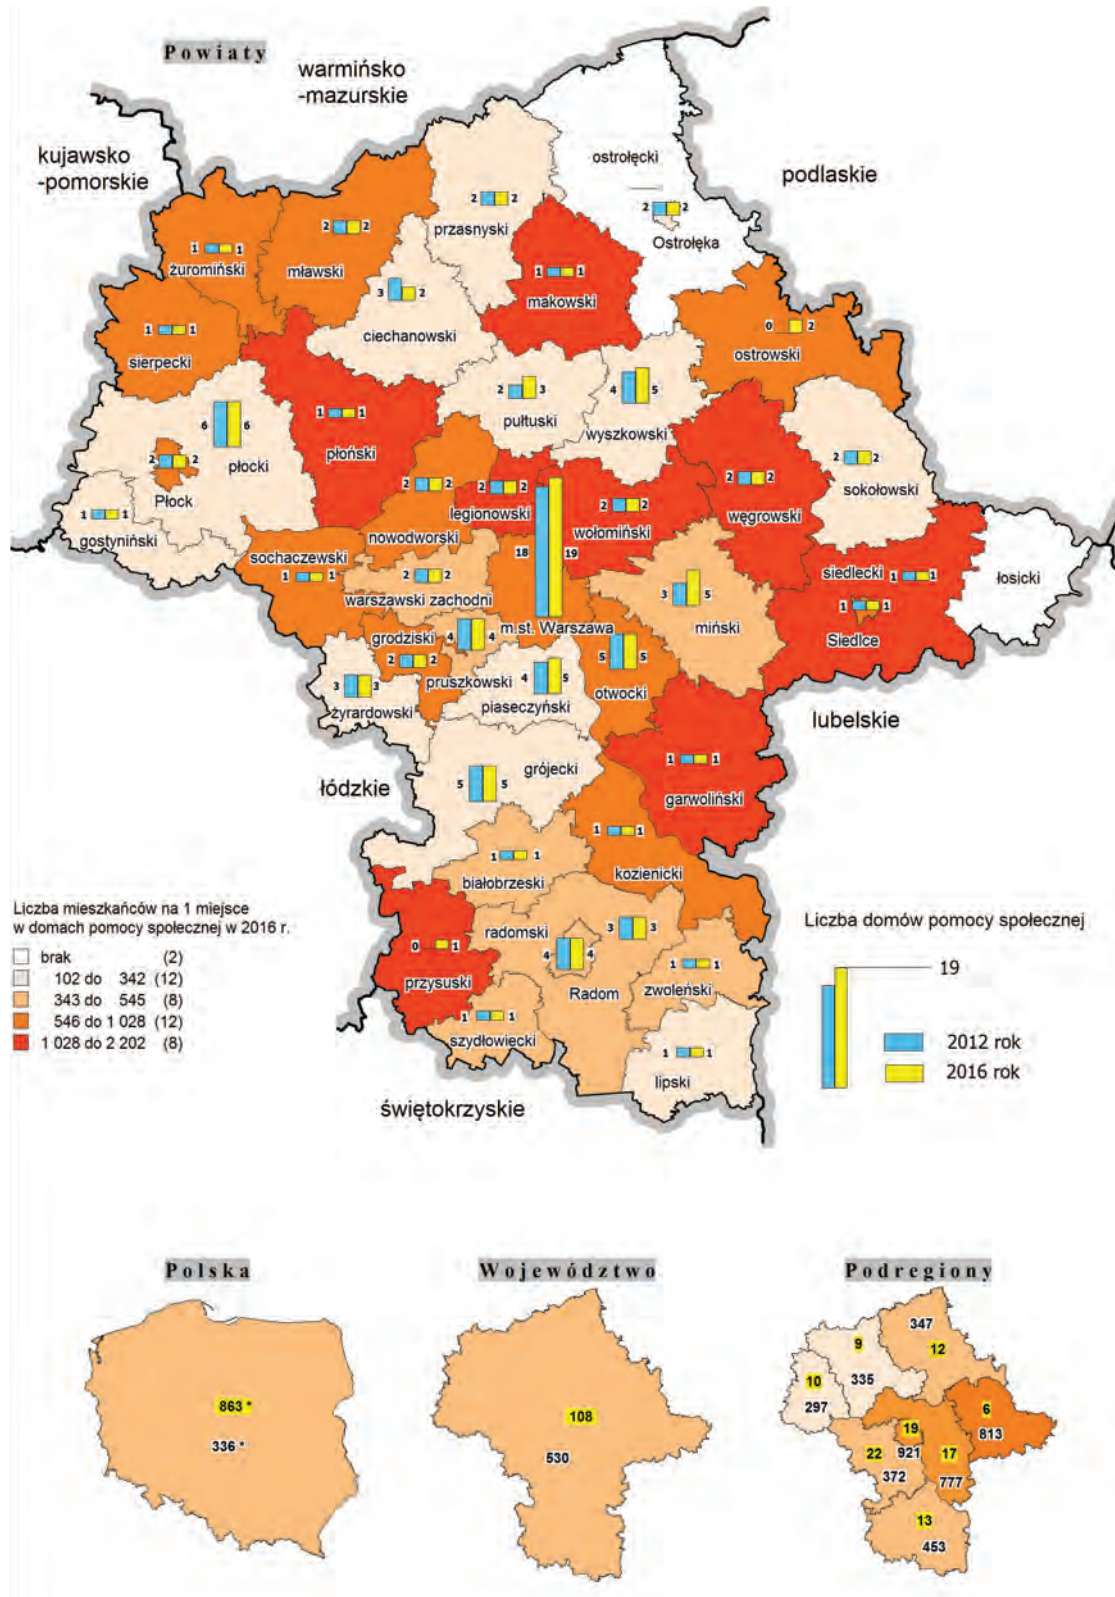 Powiaty
warmińsko
-mazurskie
kujawsko
-pomorskie
podlaskie
ostrołęcki
2 2
Ostrołęka
2 2
przasnyski
2 2
mławski
1 1
żuromiński
1 1
makowski
3 2
ciechanowski
0 2
ostrowski
1 1
sierpecki
2 3
pułtuski
4 5
wyszkowski
1 1
płoński
6 6
płocki
2 2
Płock
2 2
sokołowski
2 2
węgrowski
2 2
nowodworski
2 2
legionowski
2 2
wołomiński
1 1
gostyniński
18 19
m.st. Warszawa
sochaczewski
1 1
2 2
warszawski zachodni
siedlecki 1 1
łosicki
1 1
Siedlce
3 5
miński
grodziski
2 2
4 4
pruszkowski
5 5
otwocki
3 3
żyrardowski
4 5
piaseczyński
lubelskie
łódzkie
grójecki
5 5
1 1
garwoliński
1 1
kozienicki
1 1
białobrzeski
radomski
3 3
4 4
Radom
0 1
przysuski
1 1
zwoleński
1 1
szydłowiecki
1 1
lipski
świętokrzyskie
Liczba mieszkańców na 1 miejsce
w domach pomocy społecznej w 2016 r.
brak (2)
102 do 342 (12)
343 do 545 (8)
546 do 1 028 (12)
1 028 do 2 202 (8)
Liczba domów pomocy społecznej
19
2012 rok
2016 rok
Polska
863 *
336 *
Województwo
108
530
Podregiony
347
12
9
335
10
297
6
813
19
921
22
372
17
777
13
453